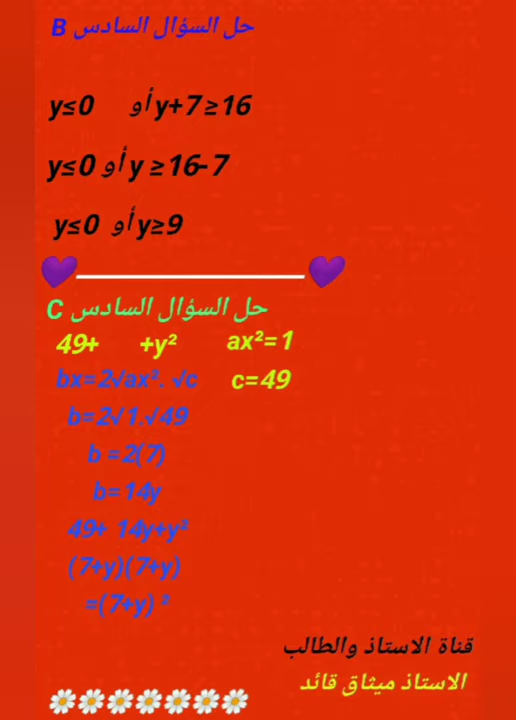 حل السؤال السادس B
y≤0 أو y+7≥16
y≤0 أو y ≥16-7
y≤0 أو y≥9
حل السؤال السادس C
49+ +y² ax²=1
bx=2√ax². √c c=49
b=2√1.√49
b =2(7)
b=14y
49+ 14y+y²
(7+y)(7+y)
=(7+y) ²
قناة الاستاذ والطالب
الاستاذ ميثاق قائد